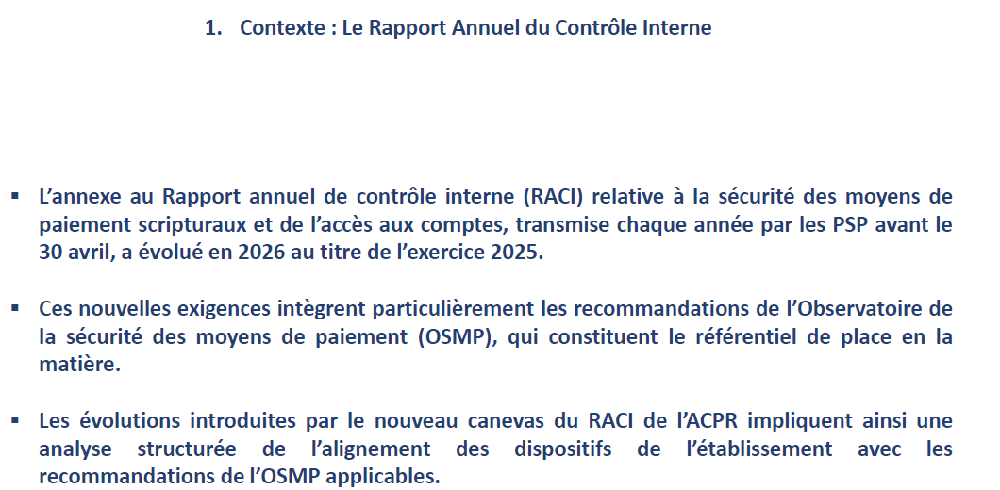 1. Contexte : Le Rapport Annuel du Contrôle Interne
▪ L’annexe au Rapport annuel de contrôle interne (RACI) relative à la sécurité des moyens de
paiement scripturaux et de l’accès aux comptes, transmise chaque année par les PSP avant le
30 avril, a évolué en 2026 au titre de l’exercice 2025.
▪ Ces nouvelles exigences intègrent particulièrement les recommandations de l’Observatoire de
la sécurité des moyens de paiement (OSMP), qui constituent le référentiel de place en la
matière.
▪ Les évolutions introduites par le nouveau canevas du RACI de l’ACPR impliquent ainsi une
analyse structurée de l’alignement des dispositifs de l’établissement avec les
recommandations de l’OSMP applicables.